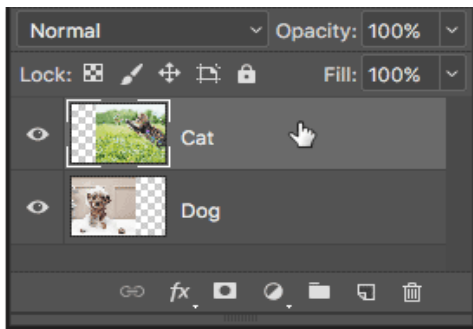 Normal Opacity: 100%
Lock: Fill: 100%
Cat
Dog
fx